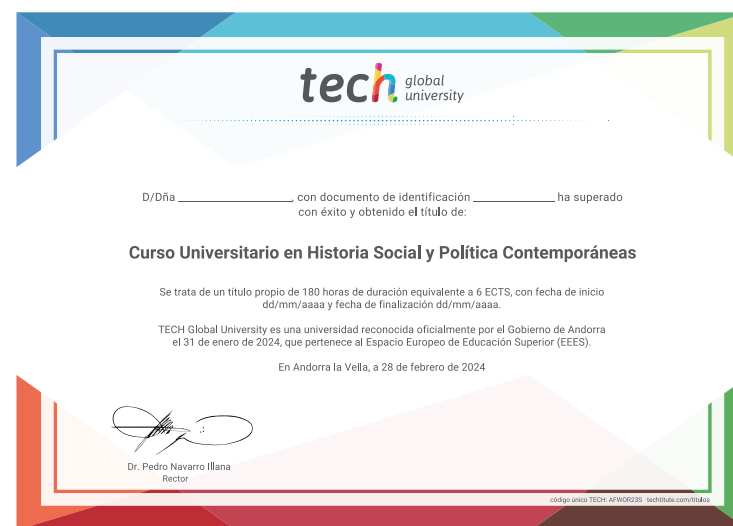 tech global university
D/Dña ______________, con documento de identificación __________ ha superado
con éxito y obtenido el título de:
Curso Universitario en Historia Social y Política Contemporáneas
Se trata de un título propio de 180 horas de duración equivalente a 6 ECTS, con fecha de inicio
dd/mm/aaaa y fecha de finalización dd/mm/aaaa.
TECH Global University es una universidad reconocida oficialmente por el Gobierno de Andorra
el 31 de enero de 2024, que pertenece al Espacio Europeo de Educación Superior (EEES).
En Andorra la Vella, a 28 de febrero de 2024
Dr. Pedro Navarro Illana
Rector
código único TECH: AFWOR23S techtitute.com/titulos